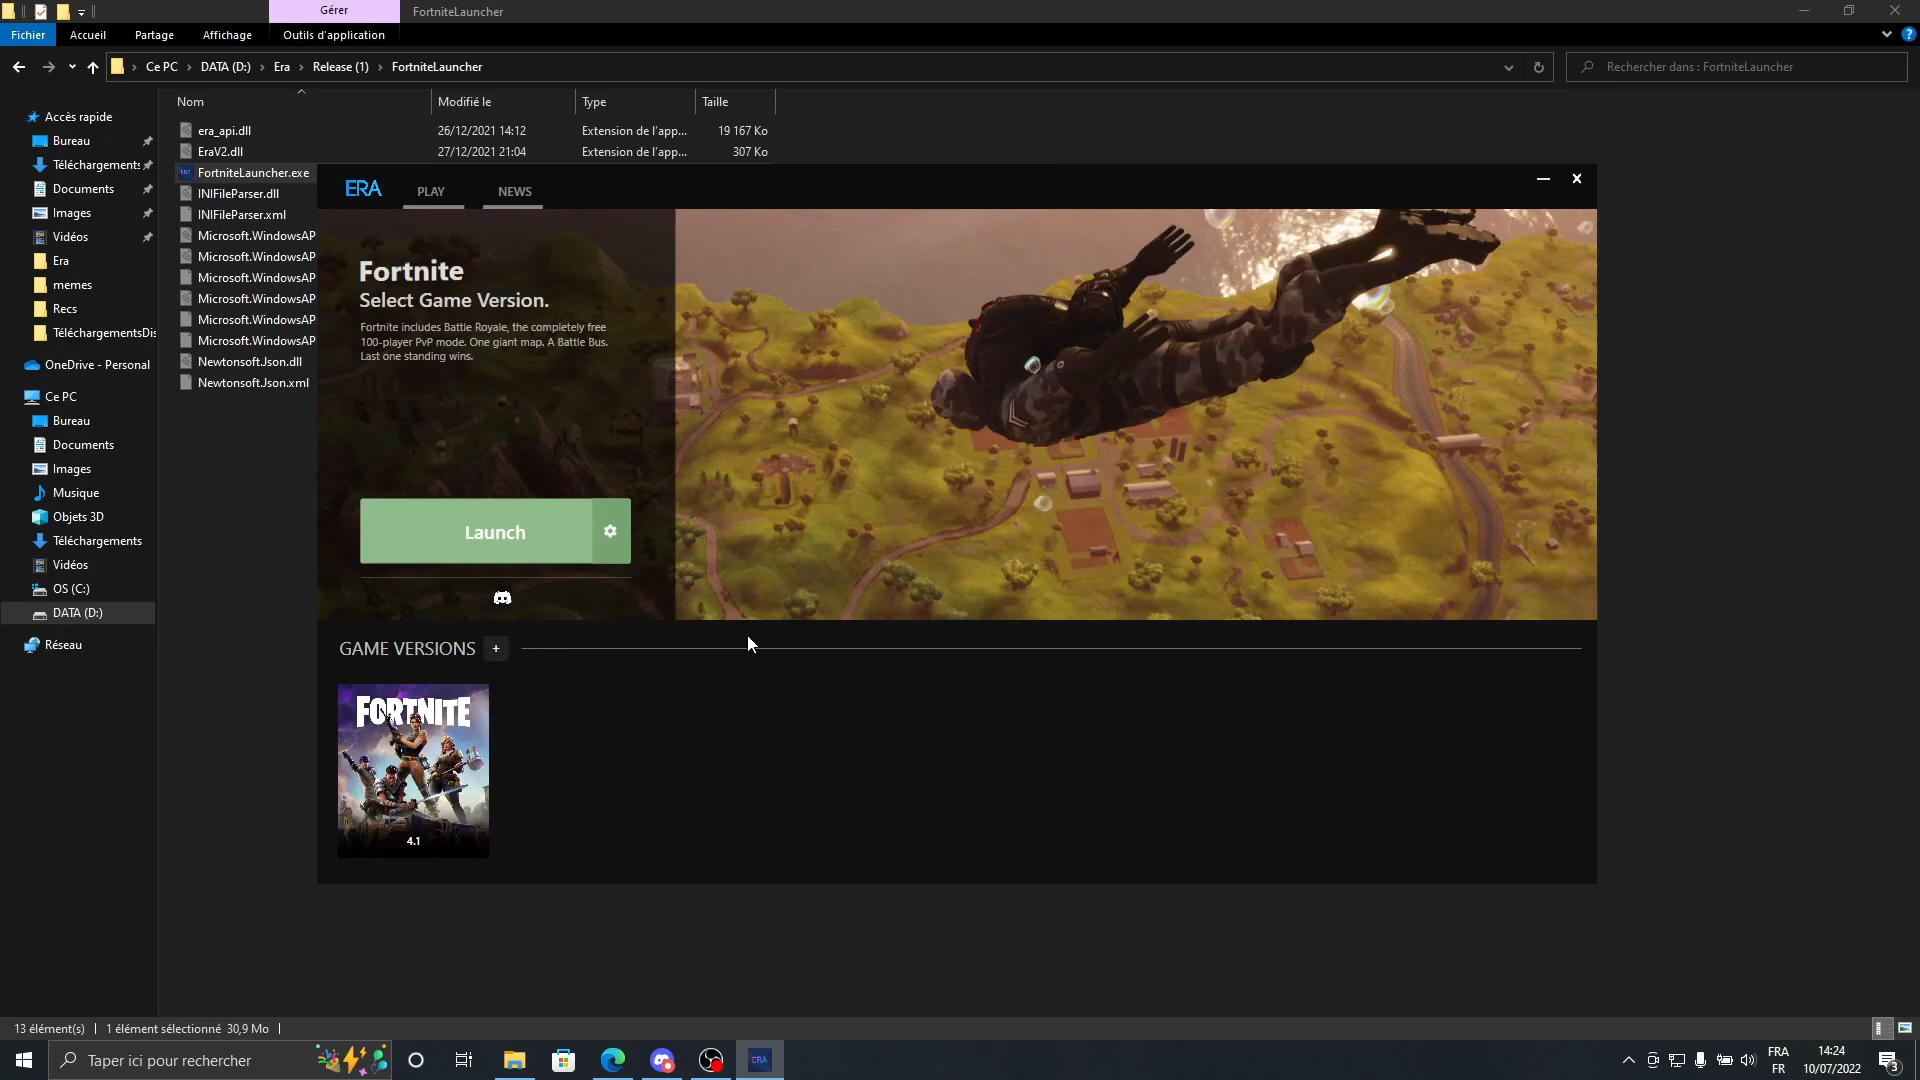 Gérer
FortniteLauncher
Fichier
Accueil
Partage
Affichage
Outils d'application
Ce PC
DATA (D:)
Era
Release (1)
FortniteLauncher
Rechercher dans : FortniteLauncher
Nom
Modifié le
Type
Taille
Accès rapide
Bureau
Téléchargements
Documents
Images
Vidéos
Era
memes
Recs
TéléchargementsDis
OneDrive - Personal
Ce PC
Bureau
Documents
Images
Musique
Objets 3D
Téléchargements
Vidéos
OS (C:)
DATA (D:)
Réseau
era_api.dll 26/12/2021 14:12 Extension de l'app... 19 167 Ko
EraV2.dll 27/12/2021 21:04 Extension de l'app... 307 Ko
FortniteLauncher.exe
INIFileParser.dll
INIFileParser.xml
Microsoft.WindowsAP
Microsoft.WindowsAP
Microsoft.WindowsAP
Microsoft.WindowsAP
Microsoft.WindowsAP
Microsoft.WindowsAP
Newtonsoft.Json.dll
Newtonsoft.Json.xml
ERA
PLAY
NEWS
Fortnite
Select Game Version.
Fortnite includes Battle Royale, the completely free
100-player PvP mode. One giant map. A Battle Bus.
Last one standing wins.
Launch
GAME VERSIONS +
FORTNITE
4.1
13 élément(s)
1 élément sélectionné 30,9 Mo
Taper ici pour rechercher
ERA
FRA
FR
14:24
10/07/2022
3